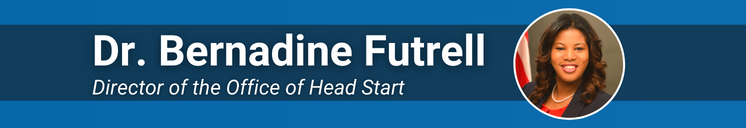 Dr. Bernadine Futrell
Director of the Office of Head Start